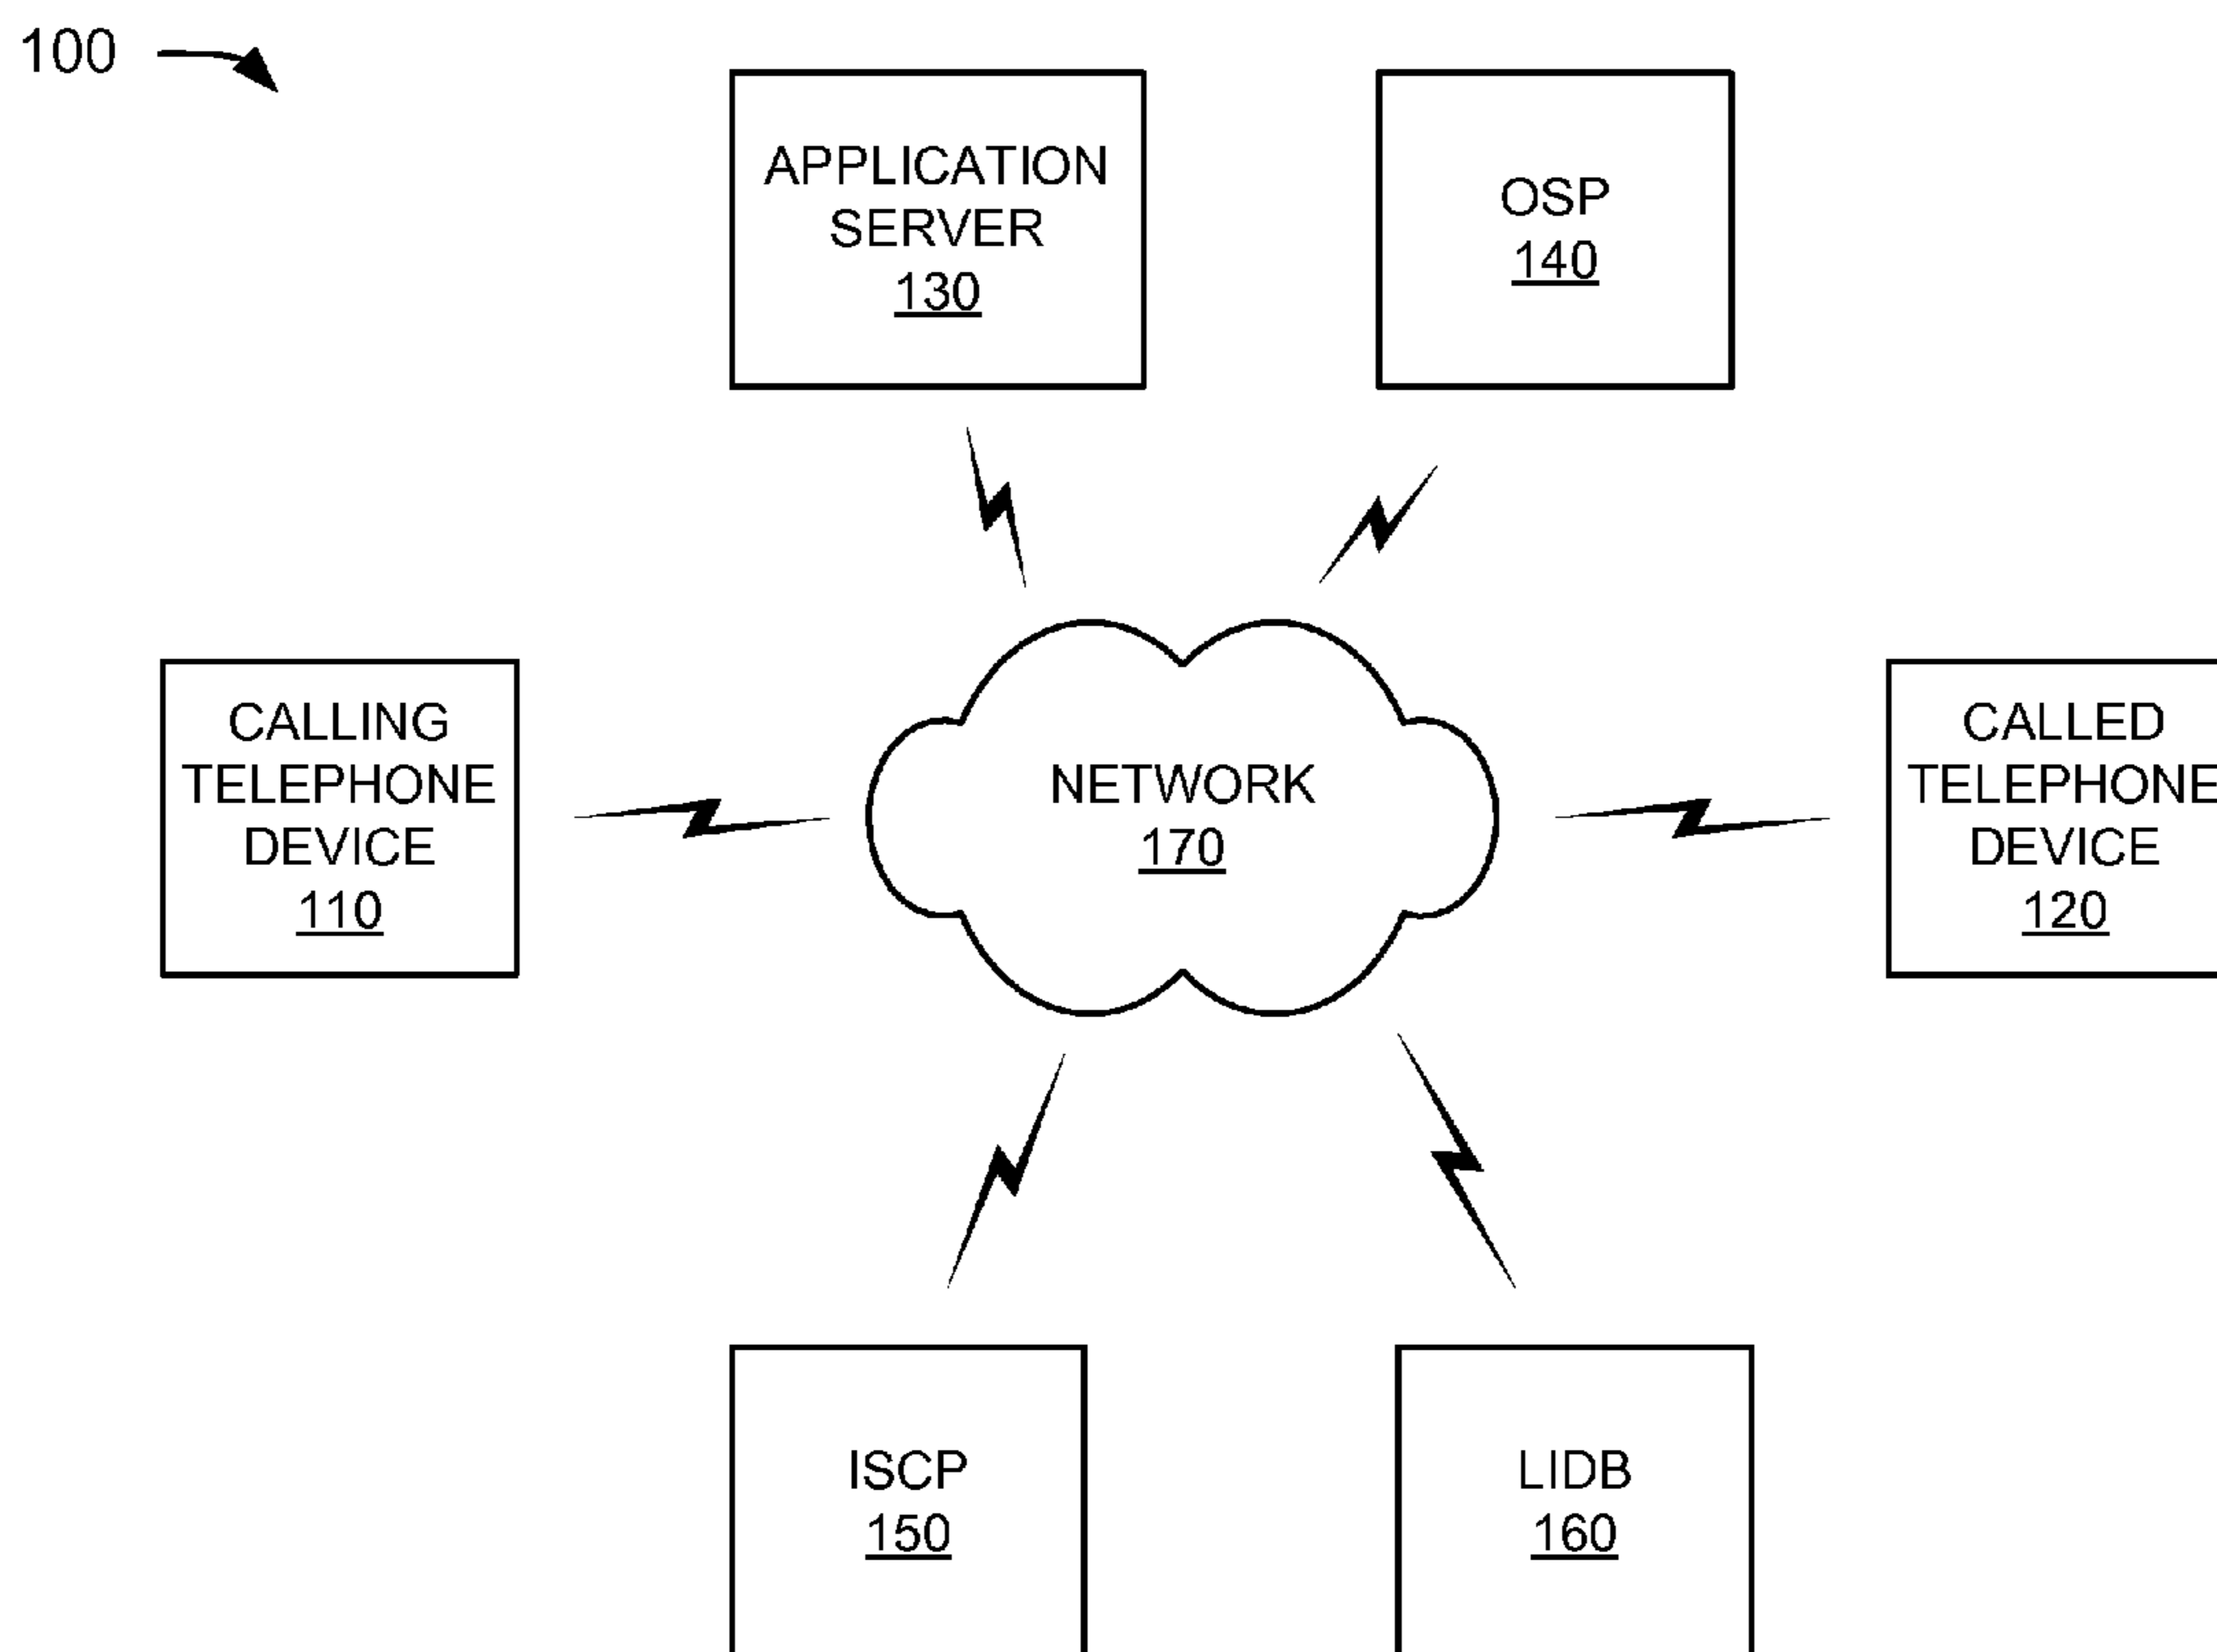 100
APPLICATION
SERVER
130
OSP
140
CALLING
TELEPHONE
DEVICE
110
NETWORK
170
CALLED
TELEPHONE
DEVICE
120
ISCP
150
LIDB
160